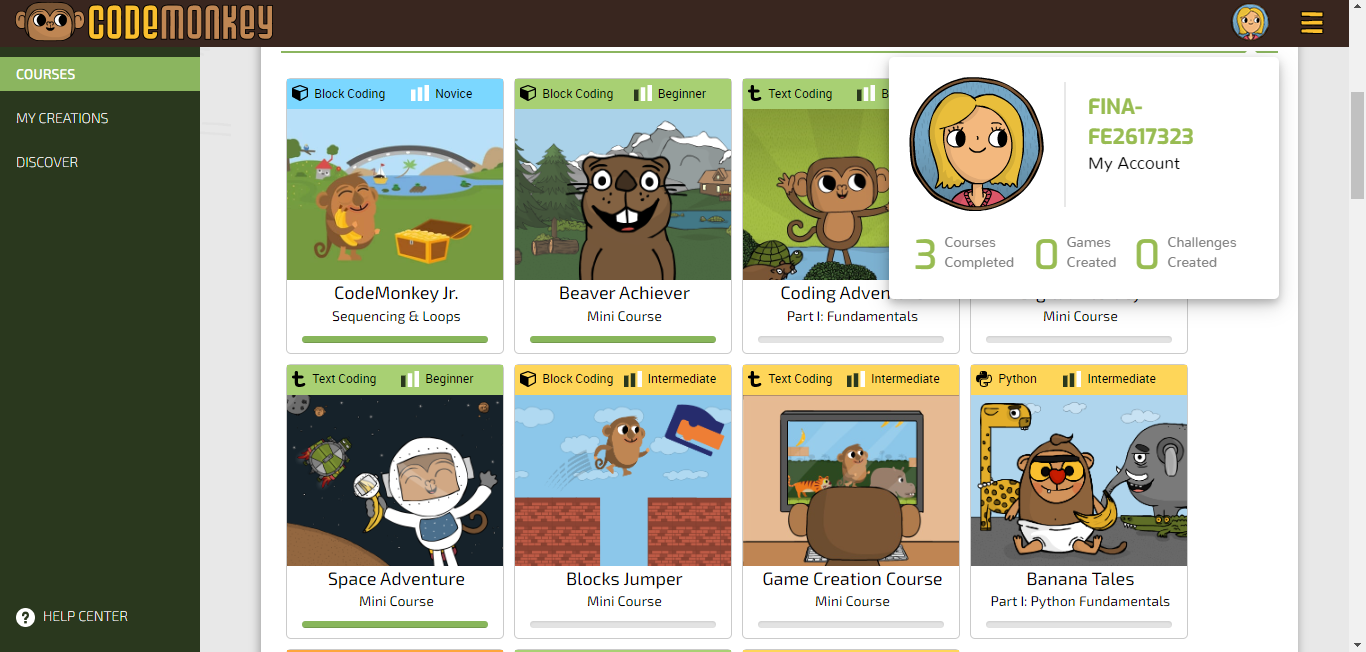 CODEMONKEY
COURSES
MY CREATIONS
DISCOVER
HELP CENTER
Block Coding Novice
CodeMonkey Jr.
Sequencing & Loops
Block Coding Beginner
Beaver Achiever
Mini Course
Text Coding B
Coding Adven
Part I: Fundamentals
Mini Course
FINA-
FE2617323
My Account
3 Courses
Completed
0 Games
Created
0 Challenges
Created
Text Coding Beginner
Space Adventure
Mini Course
Block Coding Intermediate
Blocks Jumper
Mini Course
Text Coding Intermediate
Game Creation Course
Mini Course
Python Intermediate
Banana Tales
Part I: Python Fundamentals